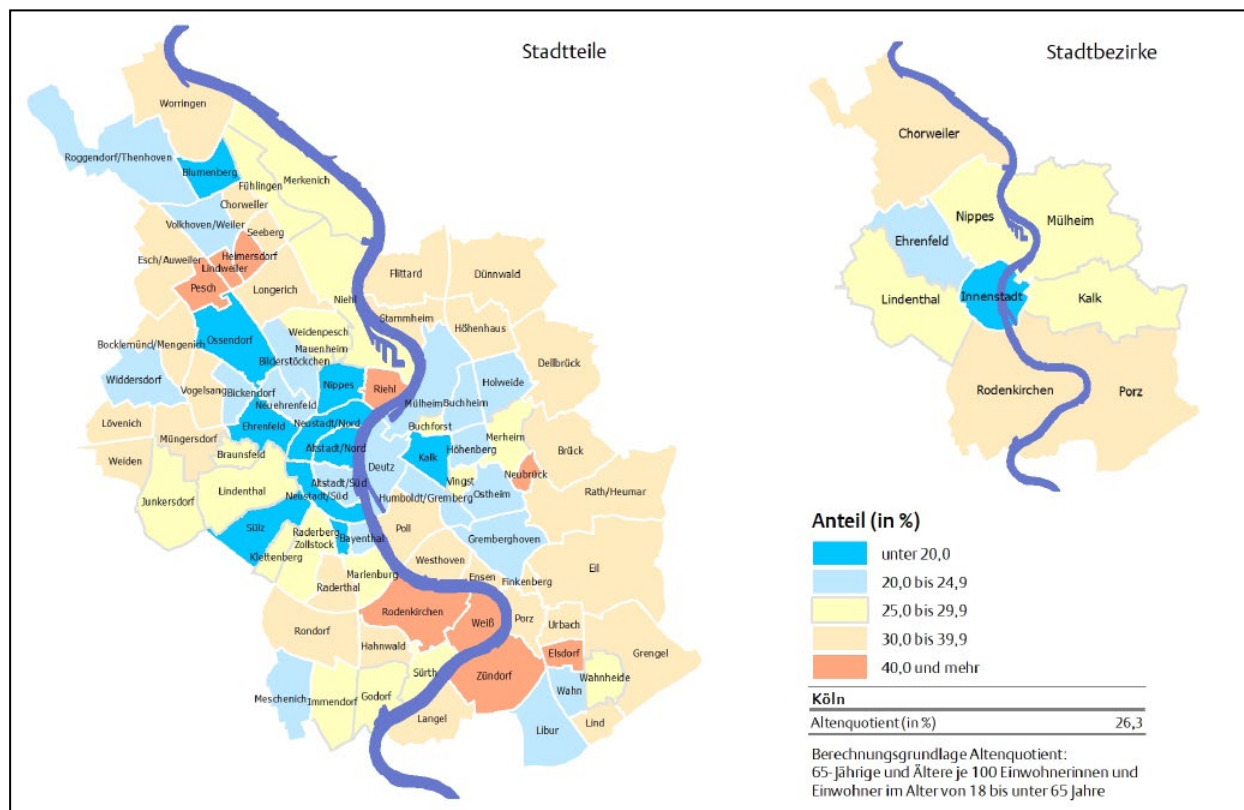 Stadtteile
Stadtbezirke
Worringen
Roggendorf/Thenhoven
Blumenberg
Fühlingen
Merkenich
Chorweiler
Volkhoven/Weiler
Seeberg
Heimersdorf
Esch/Auweiler
Lindweiler
Pesch
Longerich
Niehl
Flittard
Dünnwald
Stammheim
Höhenhaus
Weidenpesch
Ossendorf
Mauenheim
Bocklemünd/Mengenich
Bilderstöckchen
Dellbrück
Widdersdorf
Vogelsang
Bickendorf
Nippes
Riehl
Holweide
Neuehrenfeld
Mülheim
Buchheim
Lövenich
Müngersdorf
Ehrenfeld
Neustadt/Nord
Buchforst
Merheim
Braunsfeld
Altstadt/Nord
Höhenberg
Brück
Weiden
Kalk
Deutz
Neubrück
Junkersdorf
Lindenthal
Altstadt/Süd
Vingst
Neustadt/Süd
Humboldt/Gremberg
Ostheim
Rath/Heumar
Sülz
Raderberg
Zollstock
Bayenthal
Poll
Gremberghoven
Klettenberg
Westhoven
Eil
Marienburg
Raderthal
Ensen
Finkenberg
Rodenkirchen
Weiß
Porz
Urbach
Rondorf
Hahnwald
Elsdorf
Grengel
Sürth
Zündorf
Wahnheide
Meschenich
Immendorf
Godorf
Wahn
Langel
Libur
Lind
Chorweiler
Nippes
Mülheim
Ehrenfeld
Lindenthal
Innenstadt
Kalk
Rodenkirchen
Porz
Anteil (in %)
unter 20,0
20,0 bis 24,9
25,0 bis 29,9
30,0 bis 39,9
40,0 und mehr
Köln
Altenquotient (in %) 26,3
Berechnungsgrundlage Altenquotient:
65-Jährige und Ältere je 100 Einwohnerinnen und
Einwohner im Alter von 18 bis unter 65 Jahre